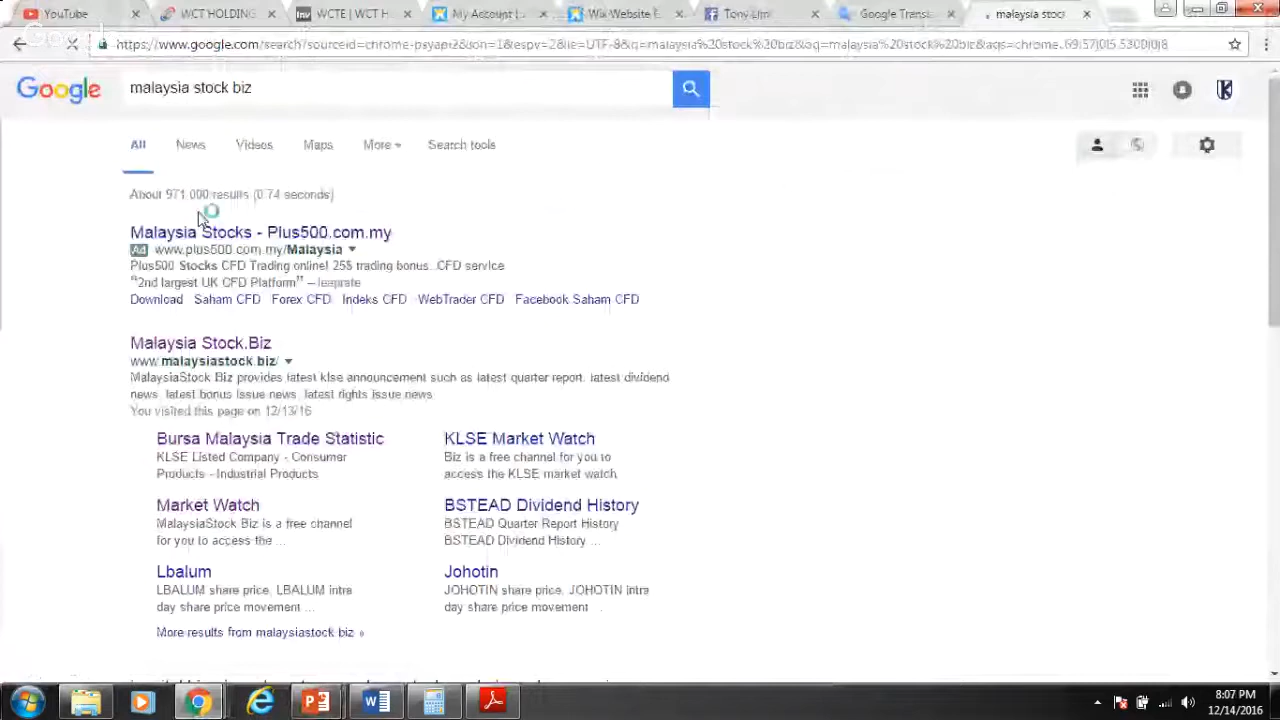 YouTube
WCT HOLDING
WCTE | WCT H
My Account |
Wix Website E
Tony Lim
Google Trans
malaysia stoc
Google
malaysia stock biz
All News Videos Maps More Search tools
About 971,000 results (0.74 seconds)
Malaysia Stocks - Plus500.com.my
Ad www.plus500.com.my/Malaysia
Plus500 Stocks CFD Trading online! 25$ trading bonus. CFD service
"2nd largest UK CFD Platform" – leaprate
Download Saham CFD Forex CFD Indeks CFD WebTrader CFD Facebook Saham CFD
Malaysia Stock.Biz
www.malaysiastock.biz/
MalaysiaStock.Biz provides latest klse announcement such as latest quarter report, latest dividend
news, latest bonus issue news, latest rights issue news
You visited this page on 12/13/16
Bursa Malaysia Trade Statistic
KLSE Listed Company - Consumer
Products - Industrial Products
KLSE Market Watch
Biz is a free channel for you to
access the KLSE market watch
Market Watch
MalaysiaStock.Biz is a free channel
for you to access the ...
BSTEAD Dividend History
BSTEAD Quarter Report History
BSTEAD Dividend History ...
Lbalum
LBALUM share price, LBALUM intra
day share price movement ...
Johotin
JOHOTIN share price, JOHOTIN intra
day share price movement ...
More results from malaysiastock.biz »
8:07 PM
12/14/2016